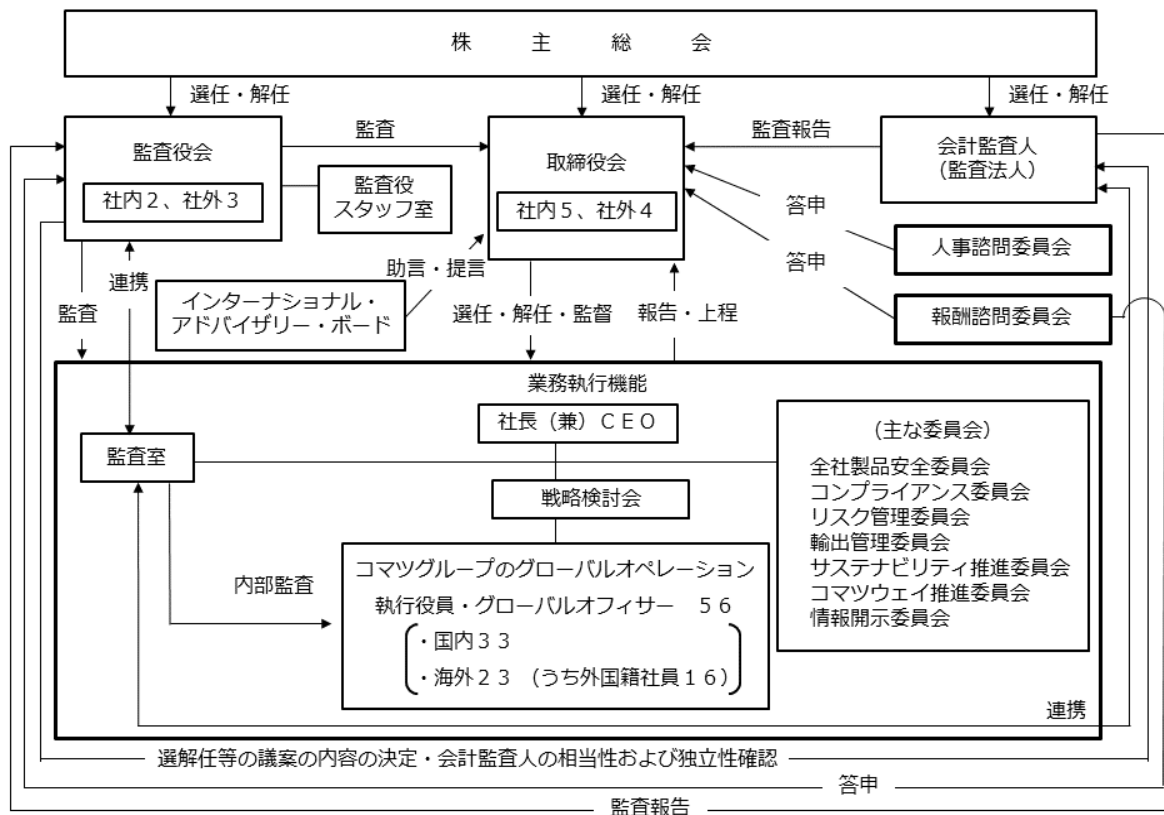 株 主 総 会
選任・解任
選任・解任
選任・解任
監査役会
社内2、社外3
監査
監査役
スタッフ室
取締役会
社内5、社外4
監査報告
会計監査人
(監査法人)
答申
人事諮問委員会
答申
報酬諮問委員会
監査
連携
助言・提言
インターナショナル・
アドバイザリー・ボード
選任・解任・監督
報告・上程
業務執行機能
社長(兼)CEO
監査室
戦略検討会
(主な委員会)
全社製品安全委員会
コンプライアンス委員会
リスク管理委員会
輸出管理委員会
サステナビリティ推進委員会
コマツウェイ推進委員会
情報開示委員会
内部監査
コマツグループのグローバルオペレーション
執行役員・グローバルオフィサー 56
・国内33
・海外23 (うち外国籍社員16)
連携
選解任等の議案の内容の決定・会計監査人の相当性および独立性確認
答申
監査報告